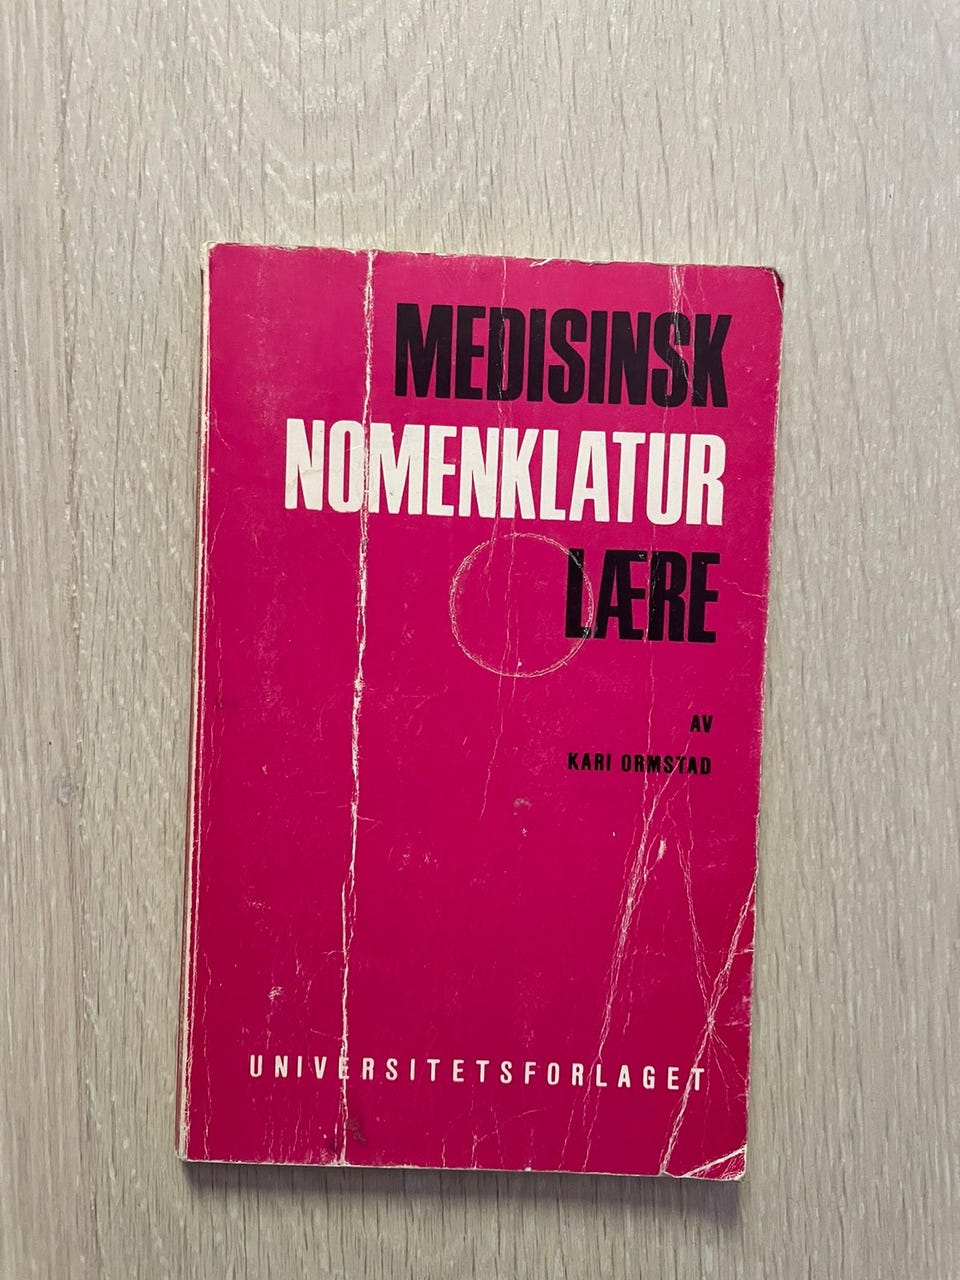 MEDISINSK
NOMENKLATUR
LÆRE
AV
KARI ORMSTAD
UNIVERSITETSFORLAGET